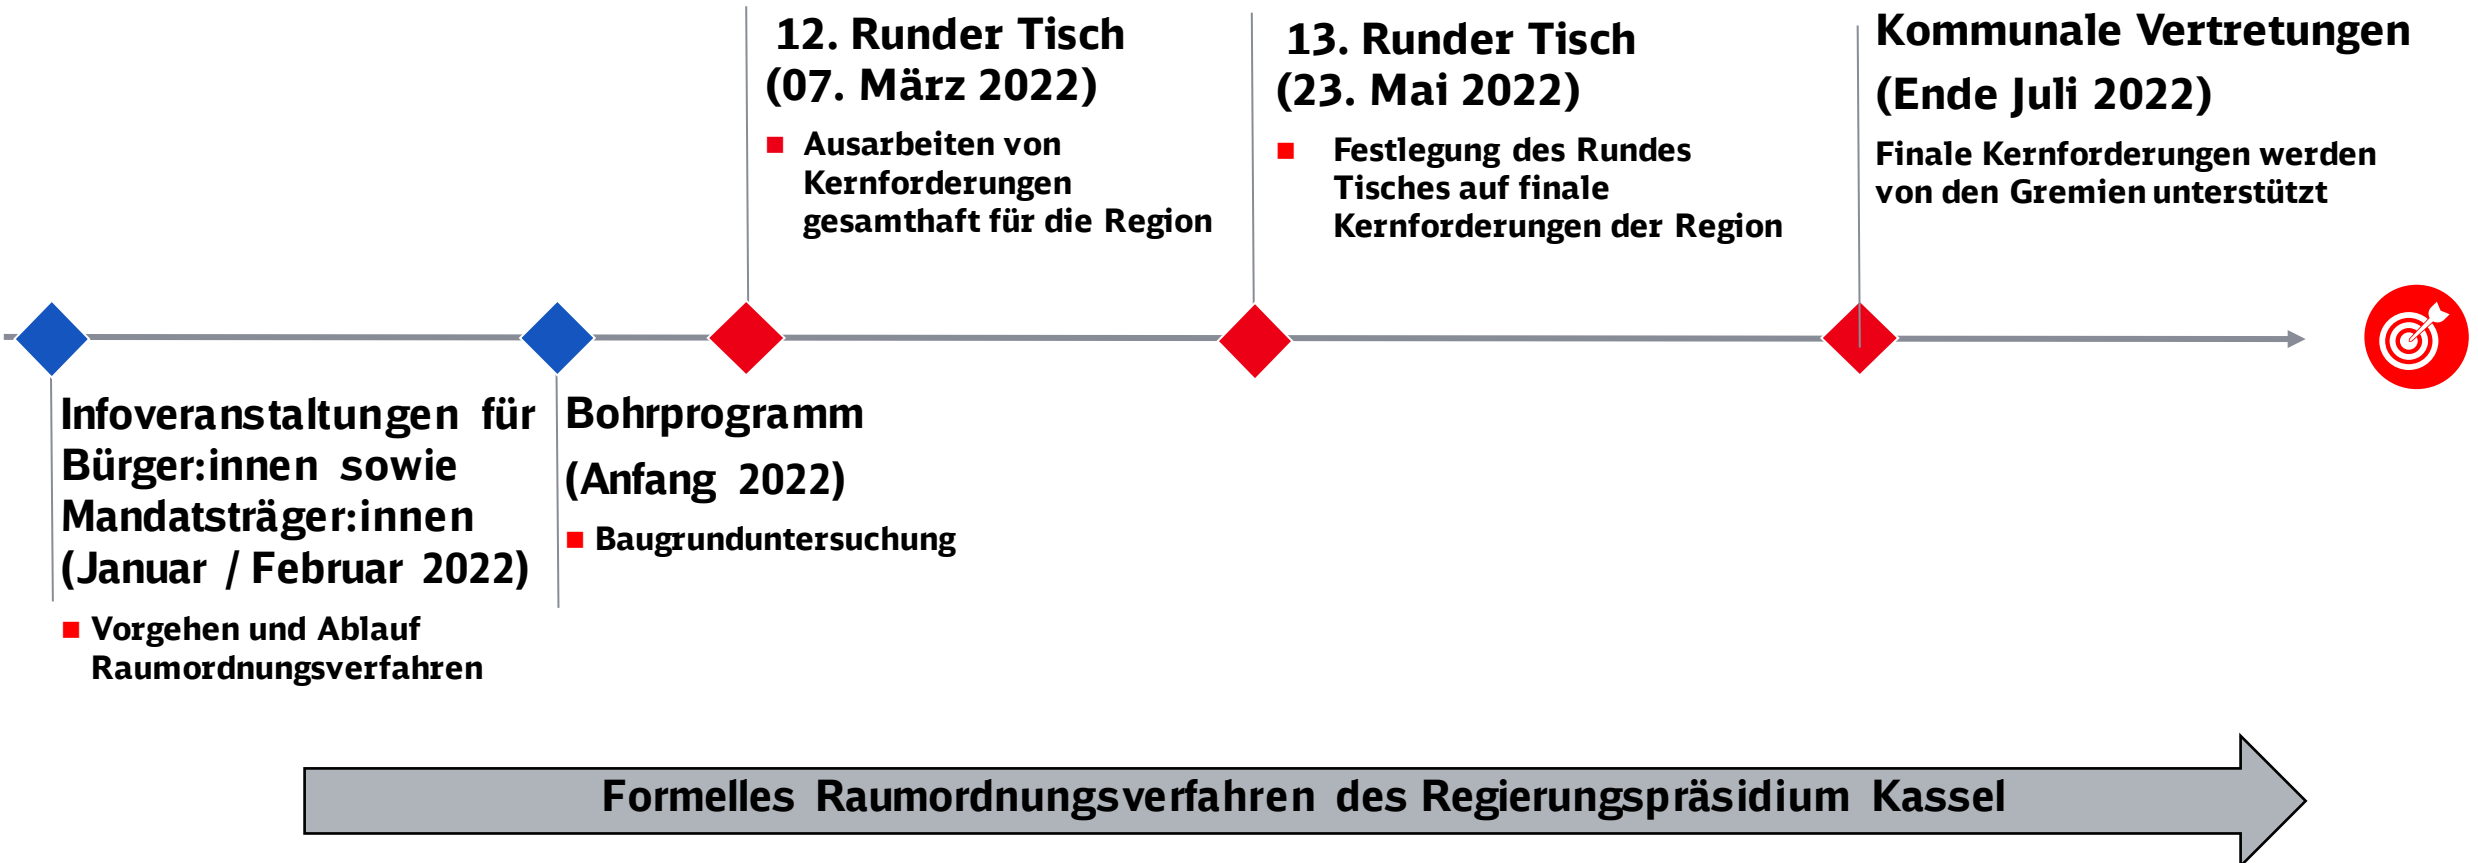 12. Runder Tisch
(07. März 2022)
Ausarbeiten von
Kernforderungen
gesamthaft für die Region
13. Runder Tisch
(23. Mai 2022)
Festlegung des Rundes
Tisches auf finale
Kernforderungen der Region
Kommunale Vertretungen
(Ende Juli 2022)
Finale Kernforderungen werden
von den Gremien unterstützt
Infoveranstaltungen für
Bürger:innen sowie
Mandatsträger:innen
(Januar / Februar 2022)
Vorgehen und Ablauf
Raumordnungsverfahren
Bohrprogramm
(Anfang 2022)
Baugrunduntersuchung
Formelles Raumordnungsverfahren des Regierungspräsidium Kassel